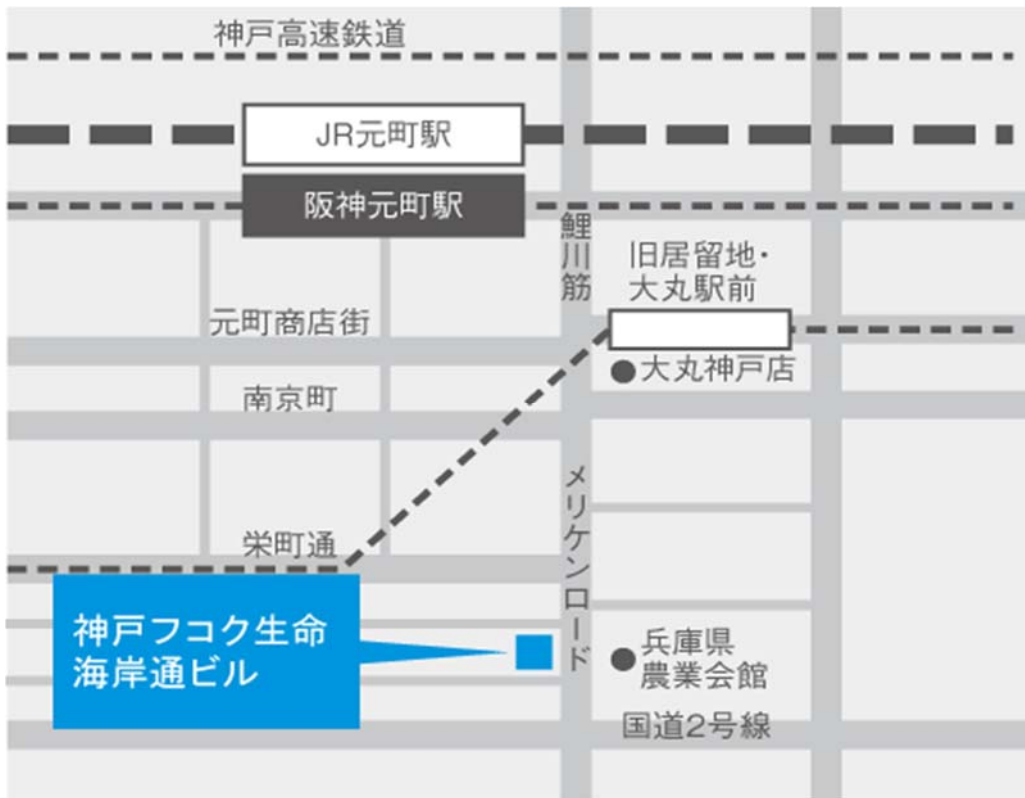 神戸高速鉄道
JR元町駅
阪神元町駅
鯉川筋
旧居留地・
大丸駅前
元町商店街
大丸神戸店
南京町
メリケンロード
栄町通
神戸フコク生命
海岸通ビル
兵庫県
農業会館
国道2号線